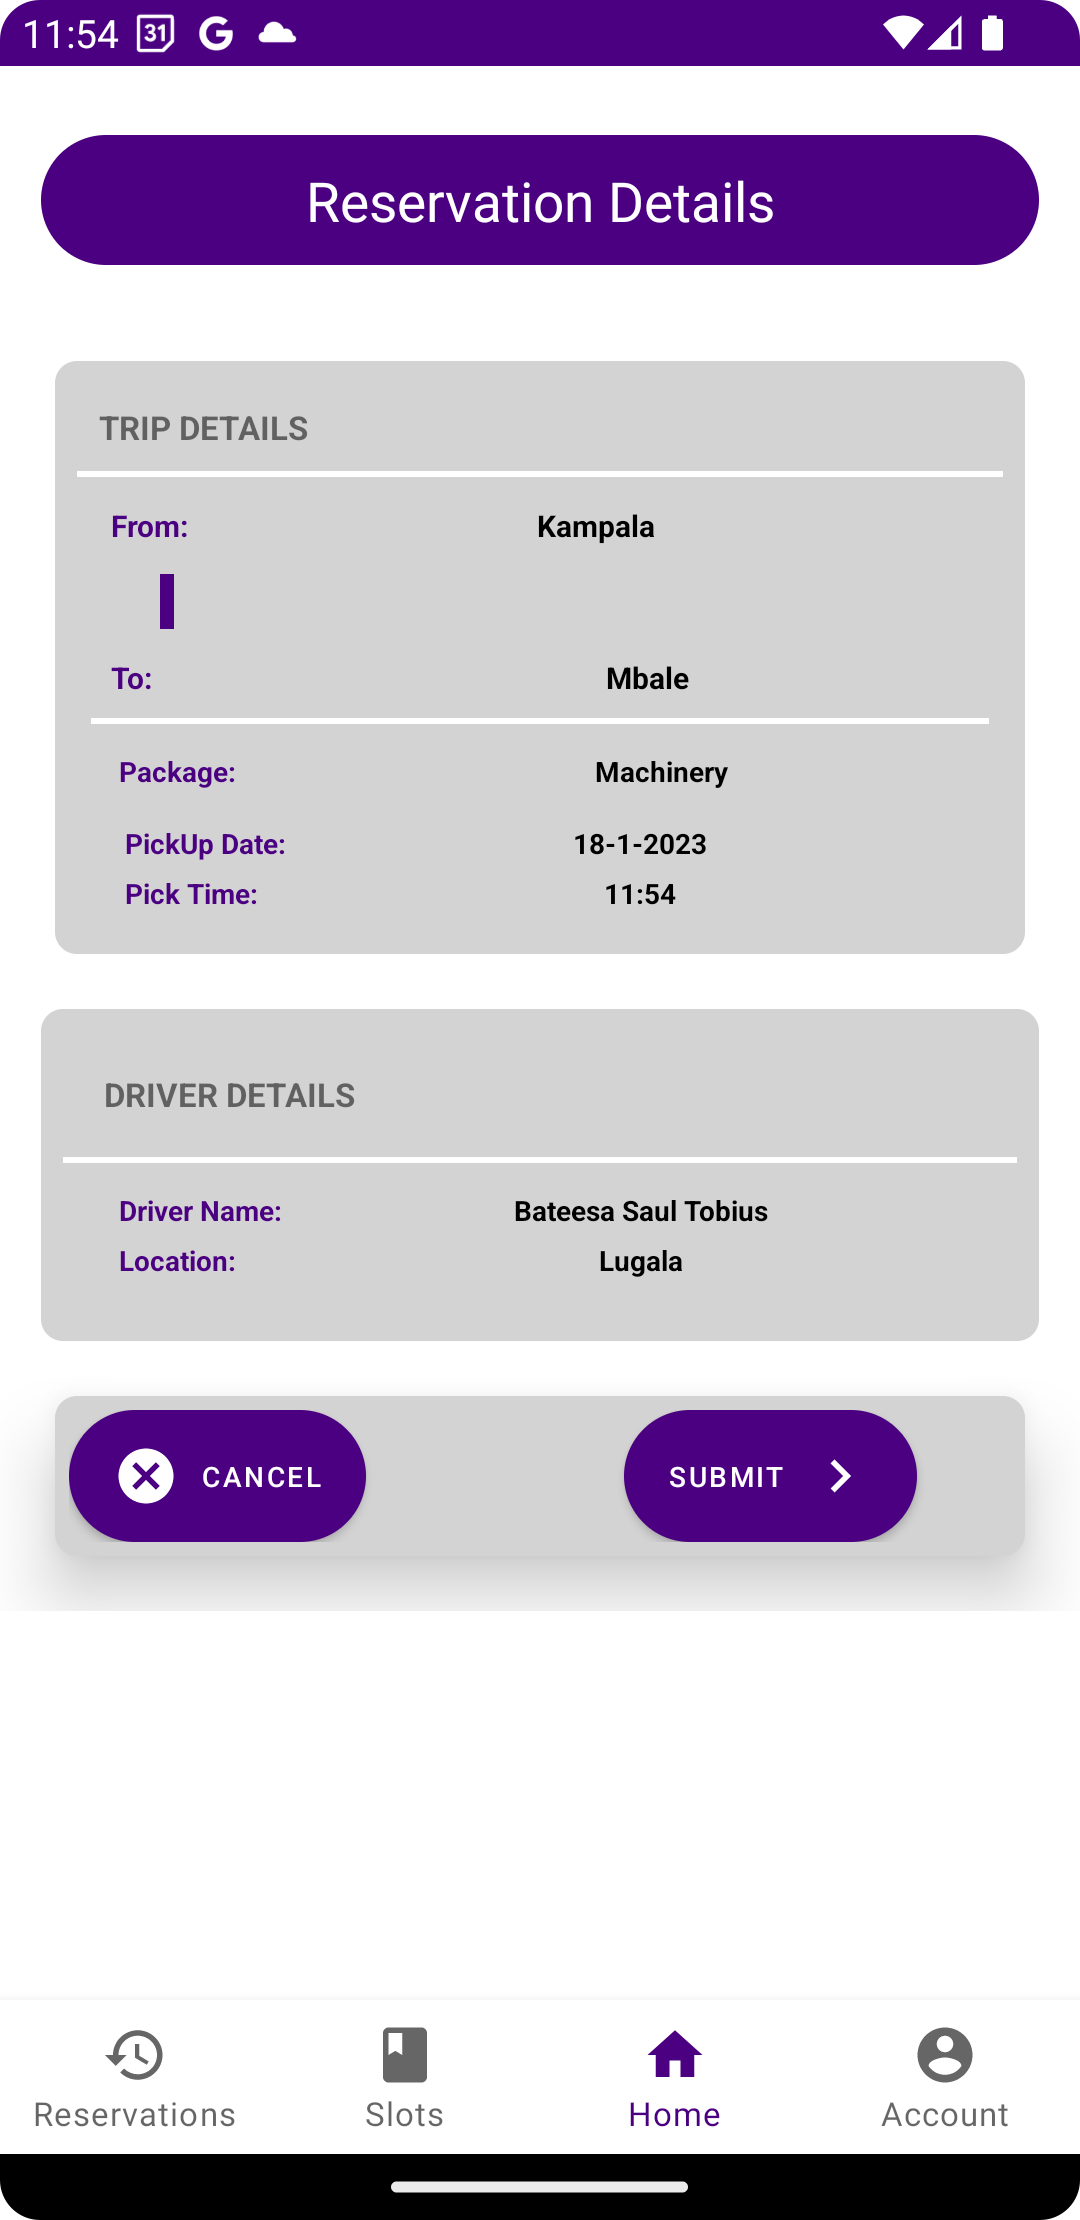 11:54 31 G
Reservation Details
TRIP DETAILS
From: Kampala
To: Mbale
Package: Machinery
PickUp Date: 18-1-2023
Pick Time: 11:54
DRIVER DETAILS
Driver Name: Bateesa Saul Tobius
Location: Lugala
CANCEL SUBMIT
Reservations Slots Home Account